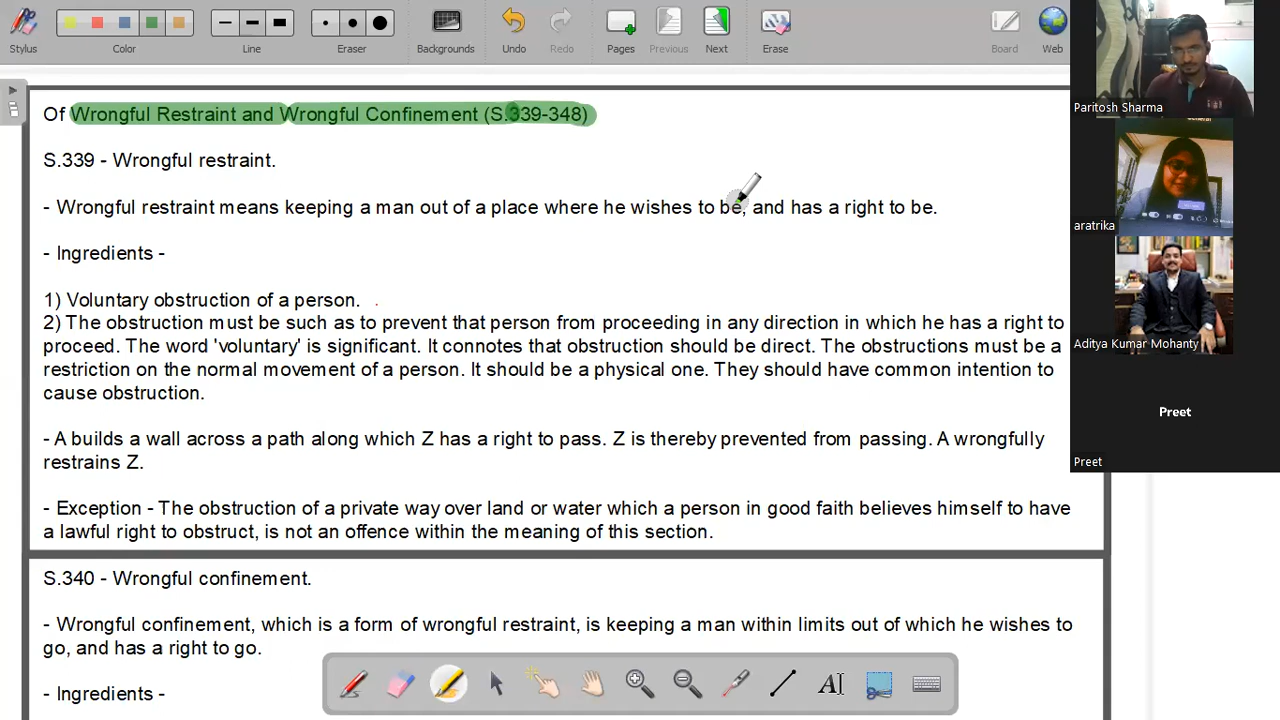 Stylus
Color
Line
Eraser
Backgrounds
Undo
Redo
Pages
Previous
Next
Erase
Board
Web
Of Wrongful Restraint and Wrongful Confinement (S.339-348)
S.339 - Wrongful restraint.
- Wrongful restraint means keeping a man out of a place where he wishes to be, and has a right to be.
- Ingredients -
1) Voluntary obstruction of a person.
2) The obstruction must be such as to prevent that person from proceeding in any direction in which he has a right to
proceed. The word 'voluntary' is significant. It connotes that obstruction should be direct. The obstructions must be a
restriction on the normal movement of a person. It should be a physical one. They should have common intention to
cause obstruction.
- A builds a wall across a path along which Z has a right to pass. Z is thereby prevented from passing. A wrongfully
restrains Z.
- Exception - The obstruction of a private way over land or water which a person in good faith believes himself to have
a lawful right to obstruct, is not an offence within the meaning of this section.
S.340 - Wrongful confinement.
- Wrongful confinement, which is a form of wrongful restraint, is keeping a man within limits out of which he wishes to
go, and has a right to go.
- Ingredients -
Paritosh Sharma
General
aratrika
Aditya Kumar Mohanty
Preet
Preet